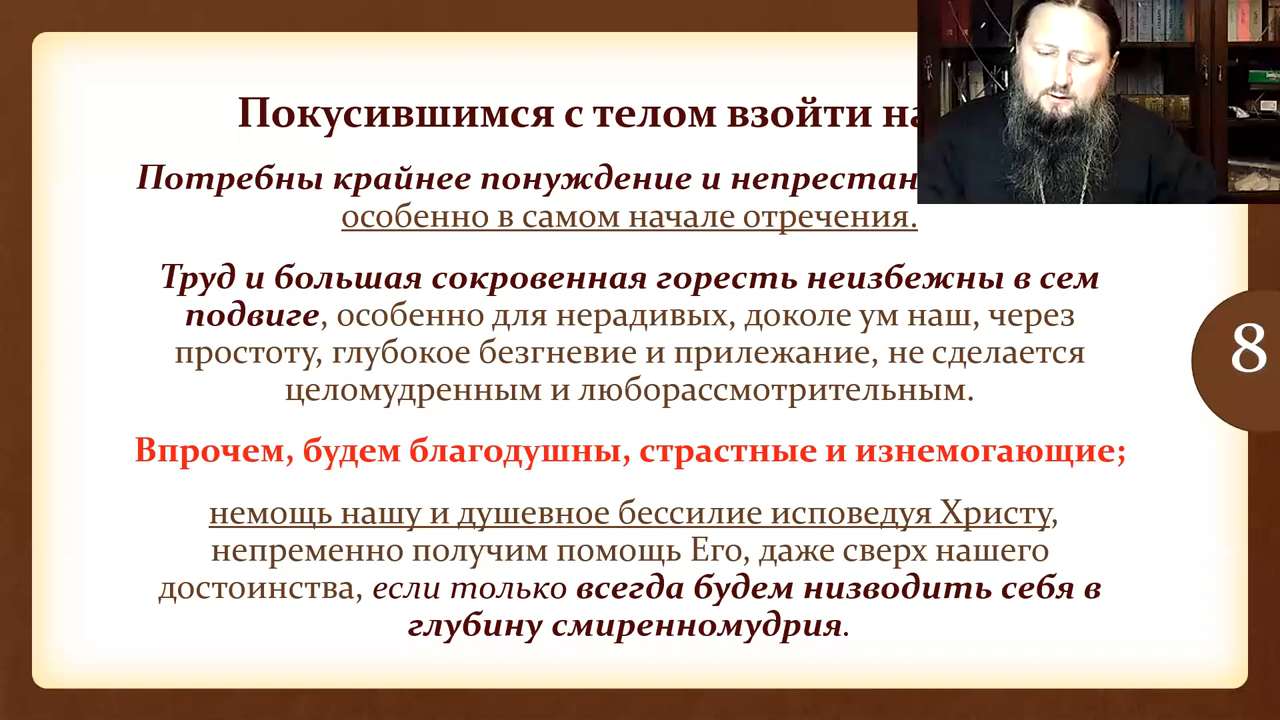 Покусившимся с телом взойти
Потребны крайнее понуждение и
особенно в самом начале отречения.
Труд и большая сокровенная горесть неизбежны в сем
подвиге, особенно для нерадивых, доколе ум наш, через
простоту, глубокое безгневие и прилежание, не сделается
целомудренным и люборассмотрительным.
8
Впрочем, будем благодушны, страстные и изнемогающие;
немощь нашу и душевное бессилие исповедуя Христу,
непременно получим помощь Его, даже сверх нашего
достоинства, если только всегда будем низводить себя в
глубину смиренномудрия.